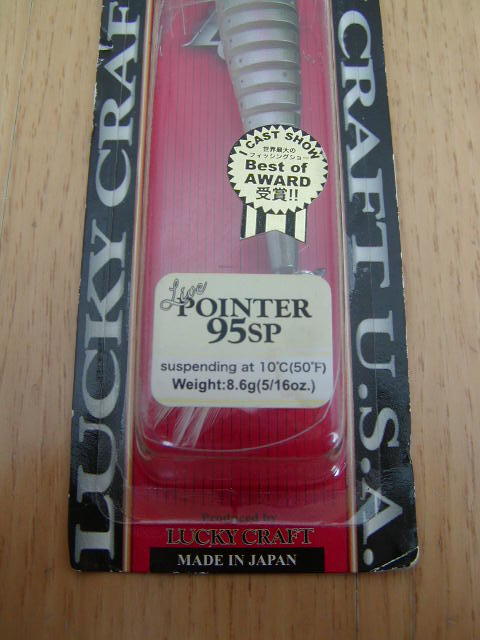 LUCKY CRAF
CRAFT U.S.A.
I CAST SHOW
世界最大の
フィッシングショー
Best of
AWARD
受賞!!
Live
POINTER
95SP
suspending at 10℃(50℉)
Weight:8.6g(5/16oz.)
Produced by
LUCKY CRAFT
MADE IN JAPAN